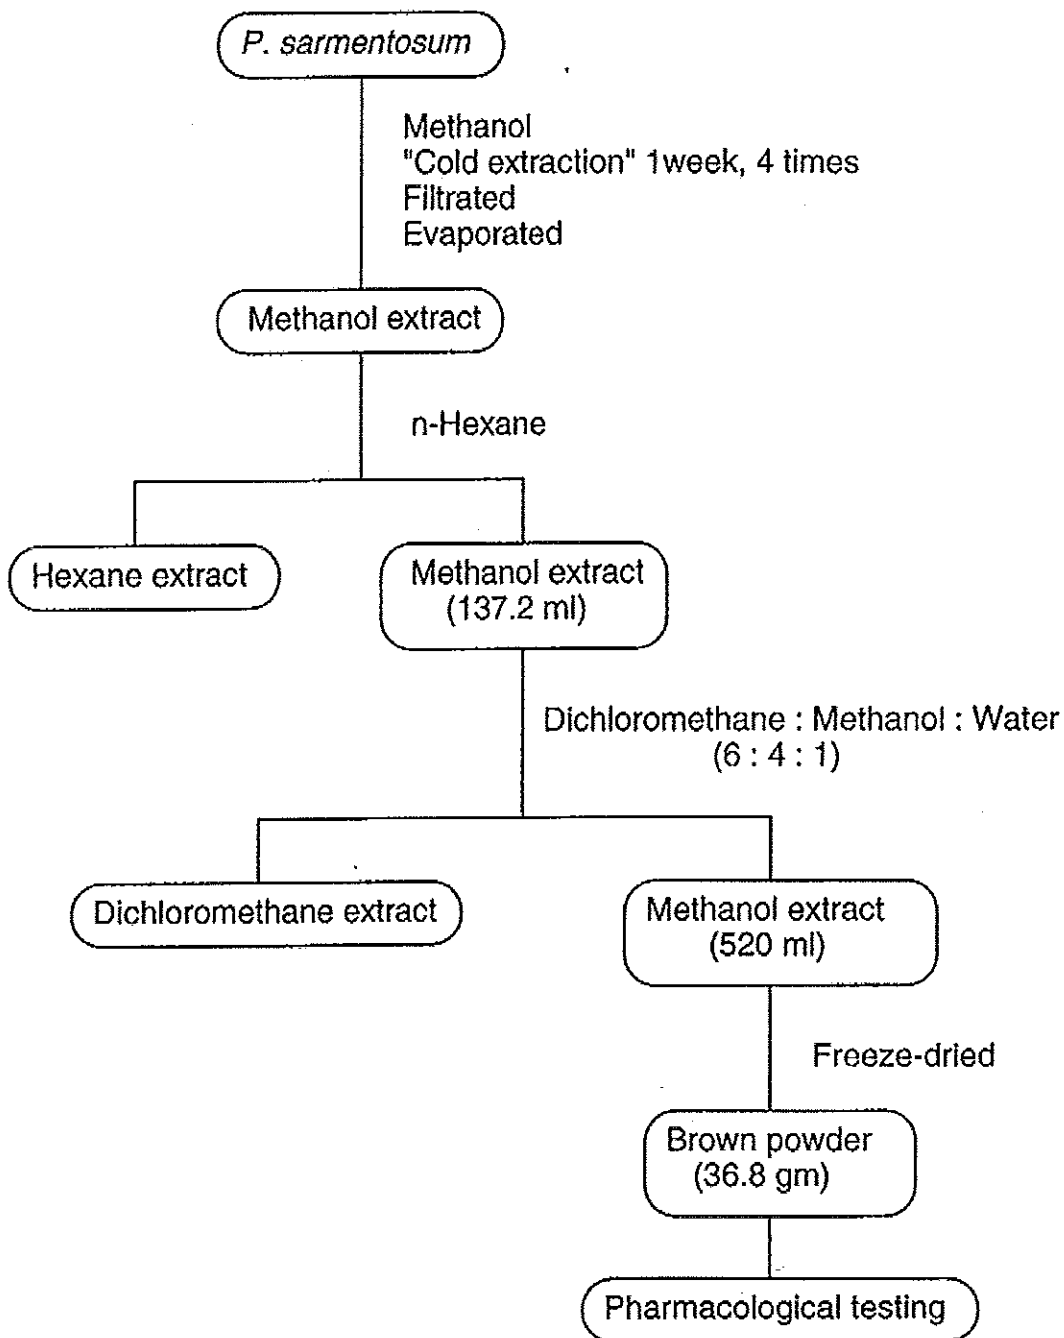 P. sarmentosum
Methanol
"Cold extraction" 1week, 4 times
Filtrated
Evaporated
Methanol extract
n-Hexane
Hexane extract
Methanol extract
(137.2 ml)
Dichloromethane : Methanol : Water
(6 : 4 : 1)
Dichloromethane extract
Methanol extract
(520 ml)
Freeze-dried
Brown powder
(36.8 gm)
Pharmacological testing